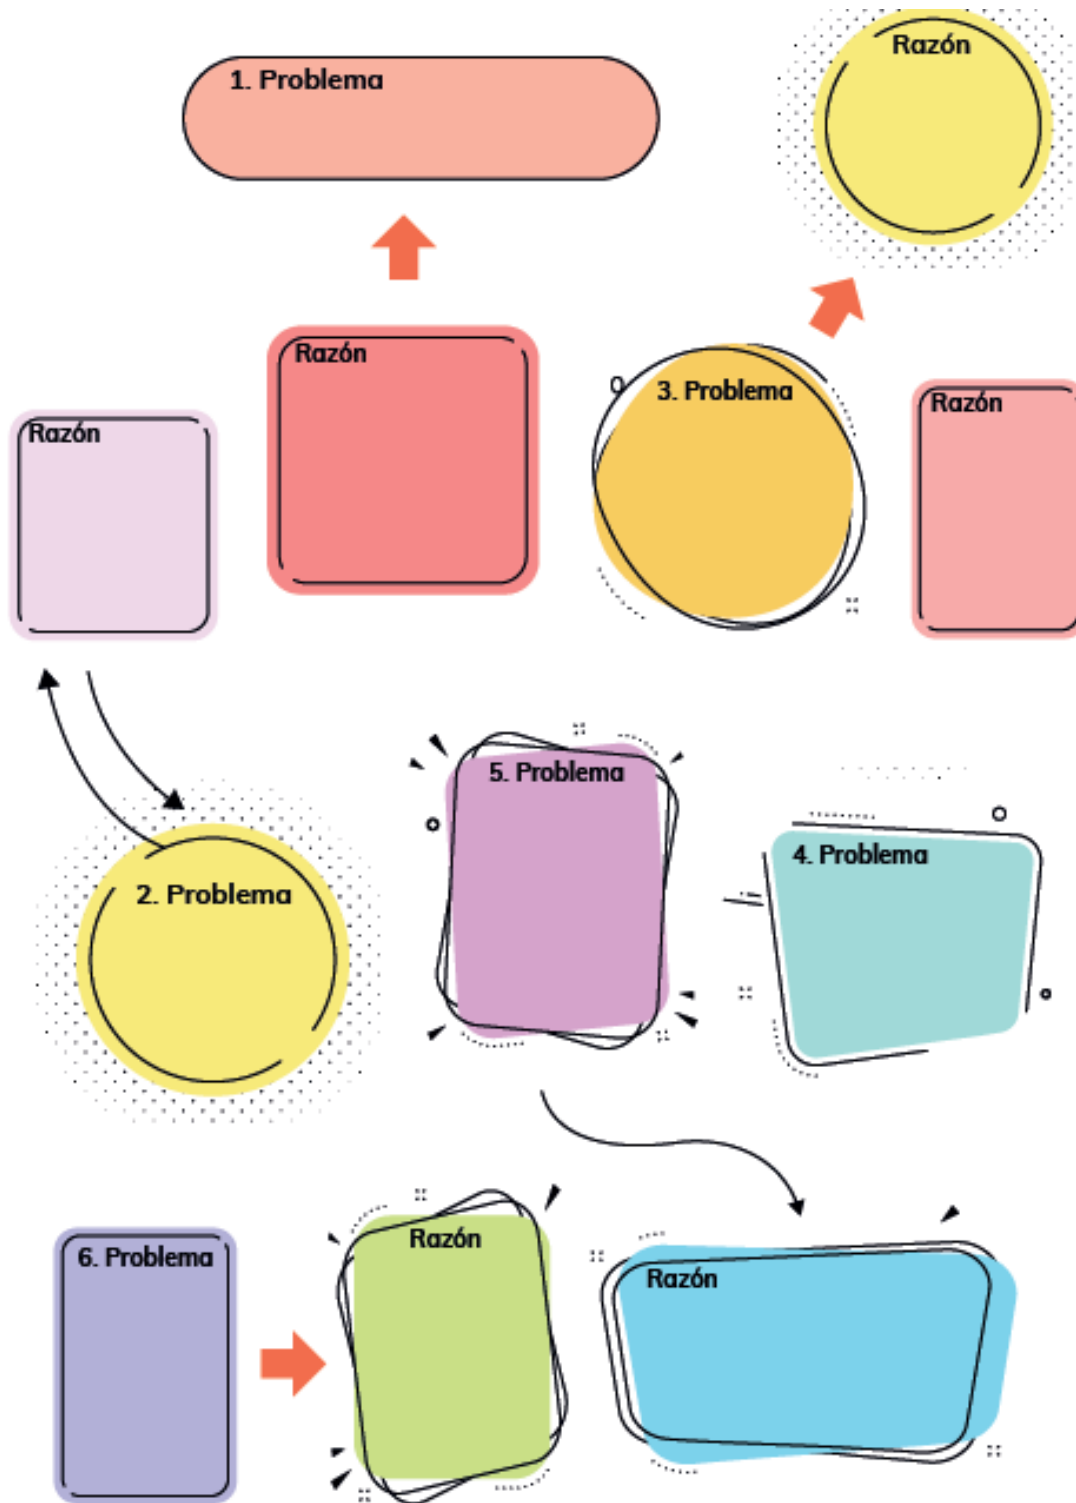 1. Problema
Razón
Razón
Razón
3. Problema
Razón
2. Problema
5. Problema
4. Problema
6. Problema
Razón
Razón